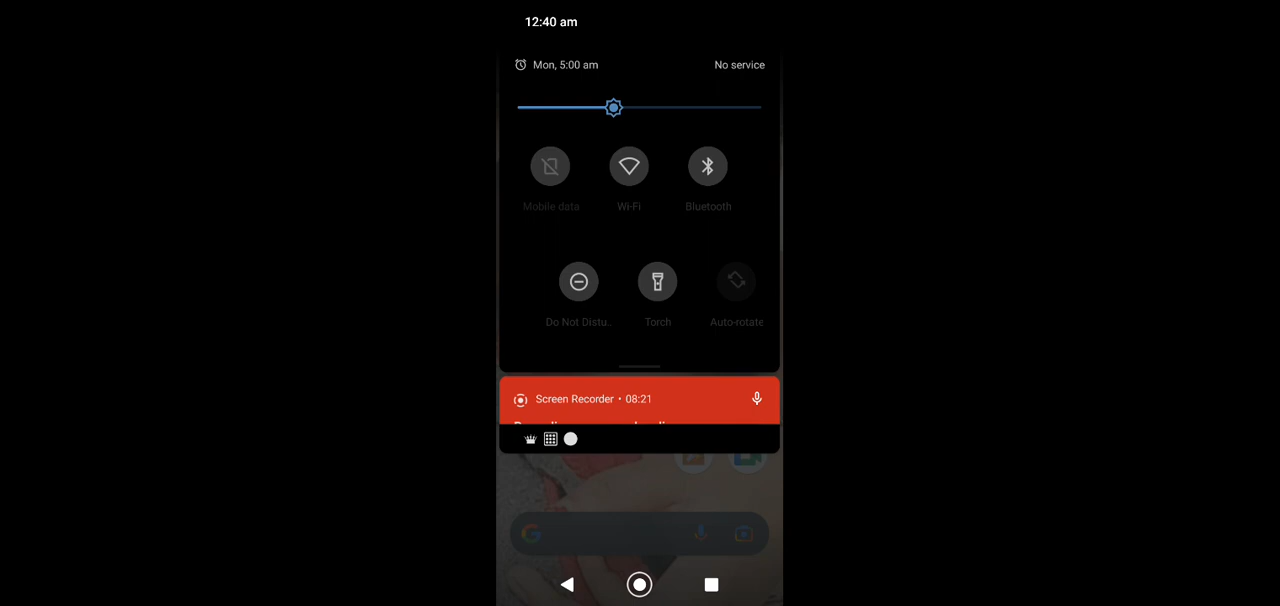 12:40 am
Mon, 5:00 am No service
Mobile data Wi-Fi Bluetooth
Do Not Distu.. Torch Auto-rotate
Screen Recorder • 08:21